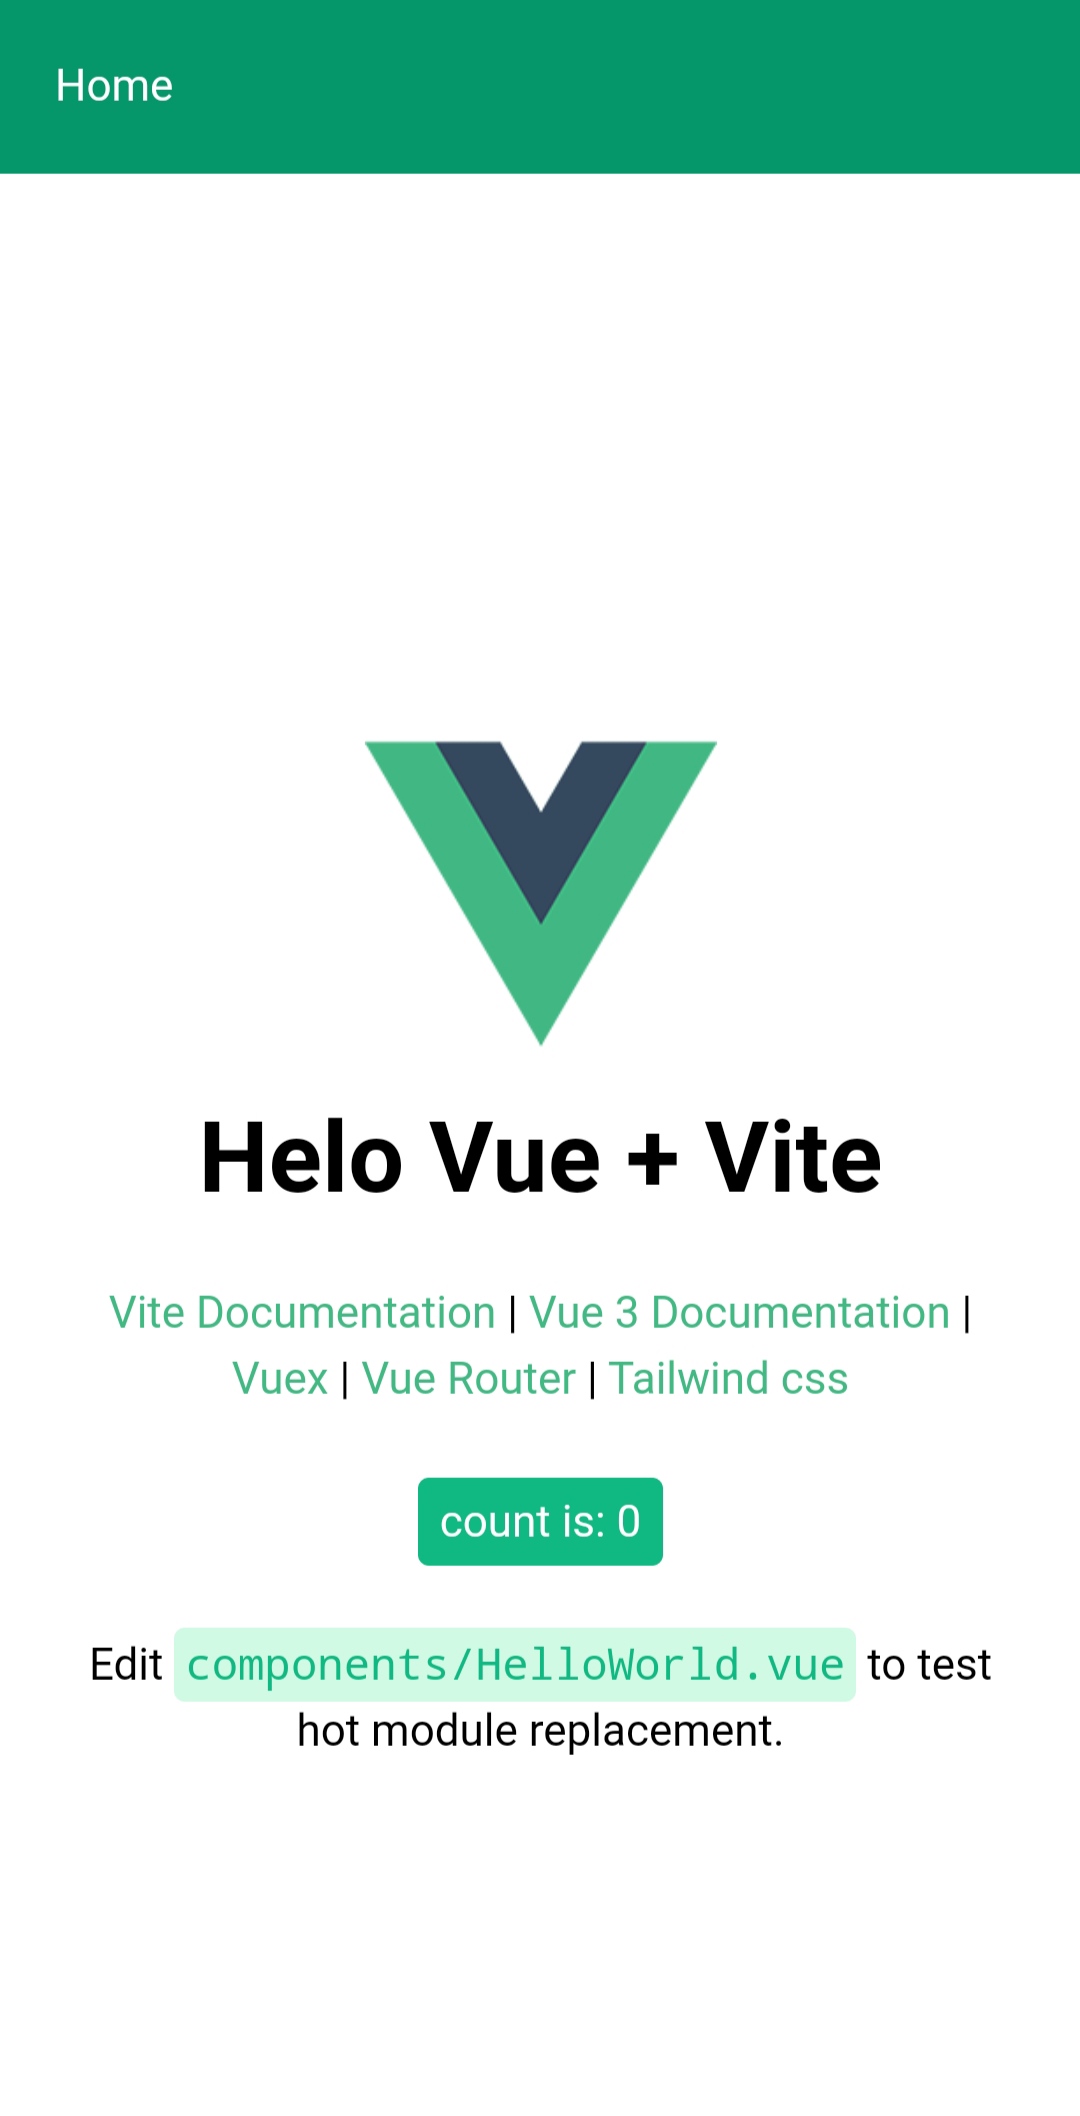 Home
Helo Vue + Vite
Vite Documentation | Vue 3 Documentation |
Vuex | Vue Router | Tailwind css
count is: 0
Edit components/HelloWorld.vue to test
hot module replacement.